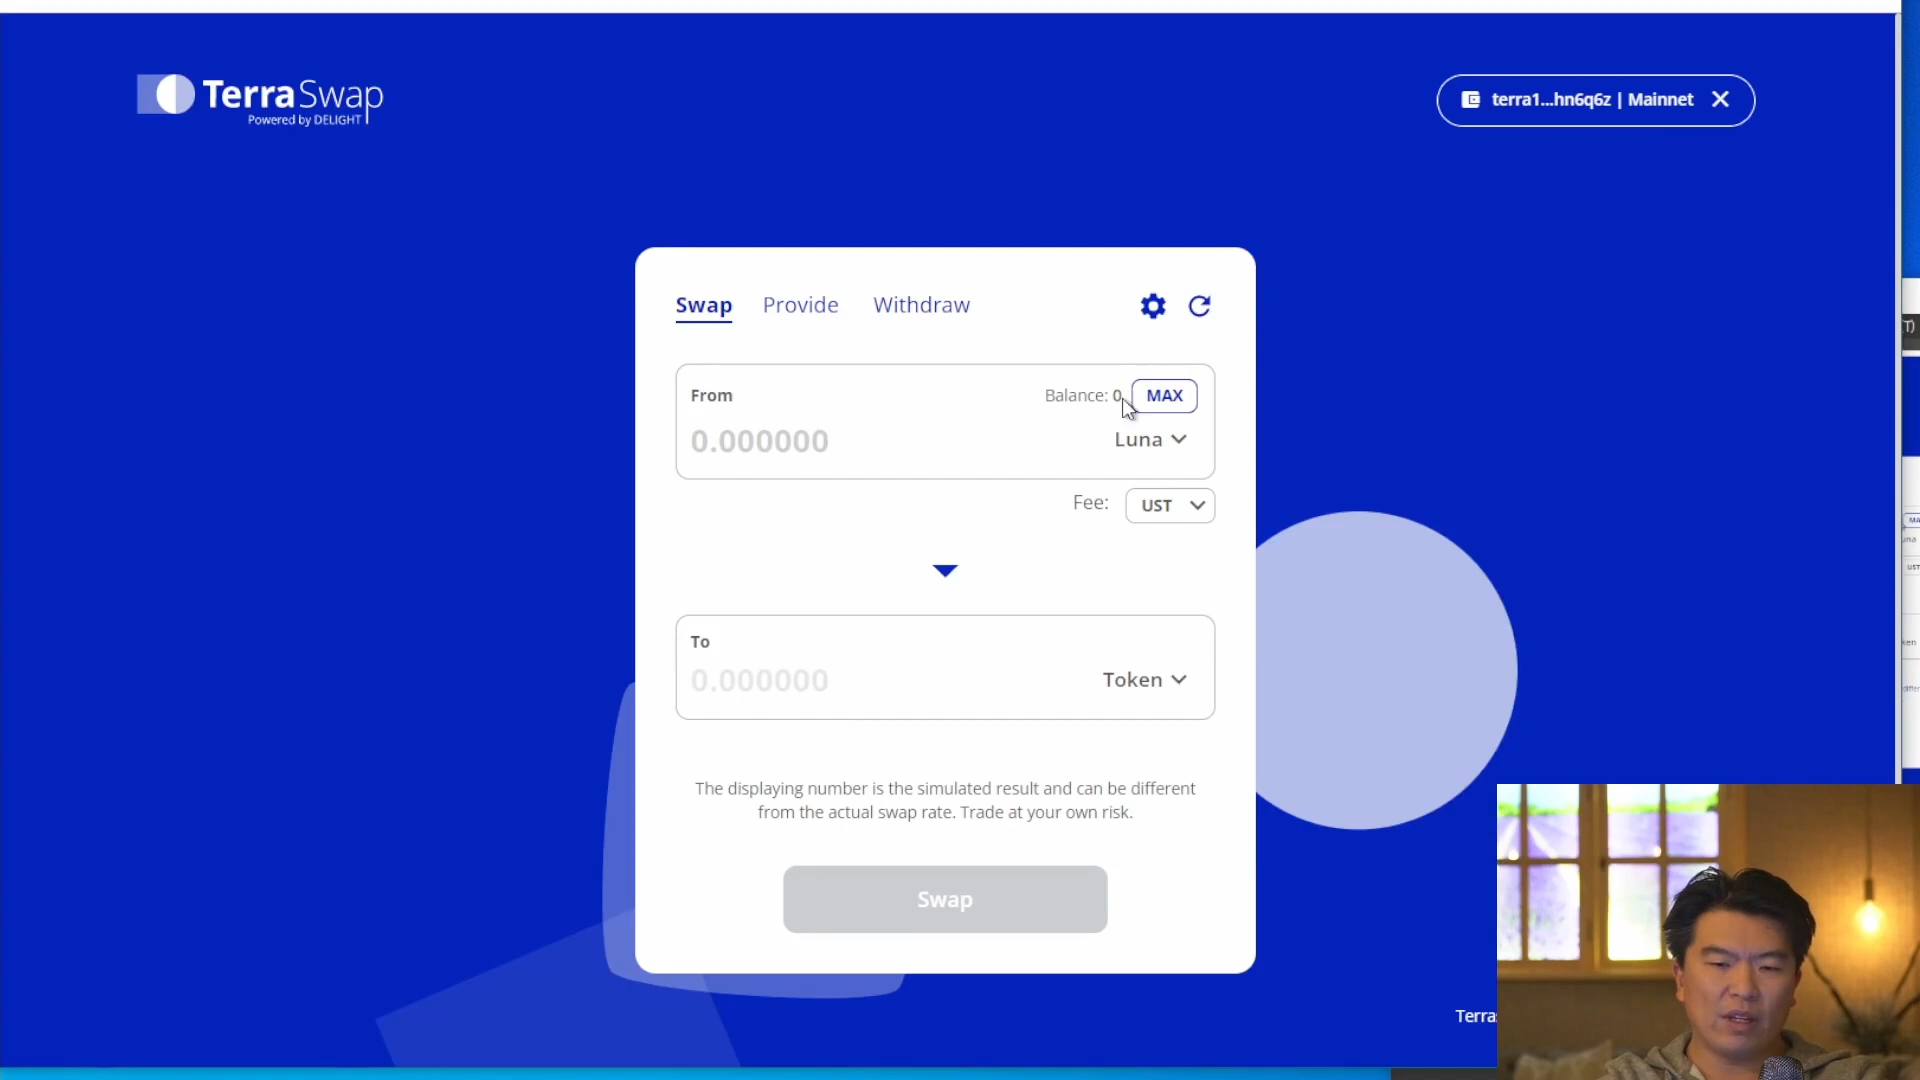 TerraSwap
Powered by DELIGHT
terra1...hn6q6z | Mainnet
Swap Provide Withdraw
From
Balance: 0 MAX
0.000000
Luna
Fee: UST
To
0.000000
Token
The displaying number is the simulated result and can be different
from the actual swap rate. Trade at your own risk.
Swap
T)
UST